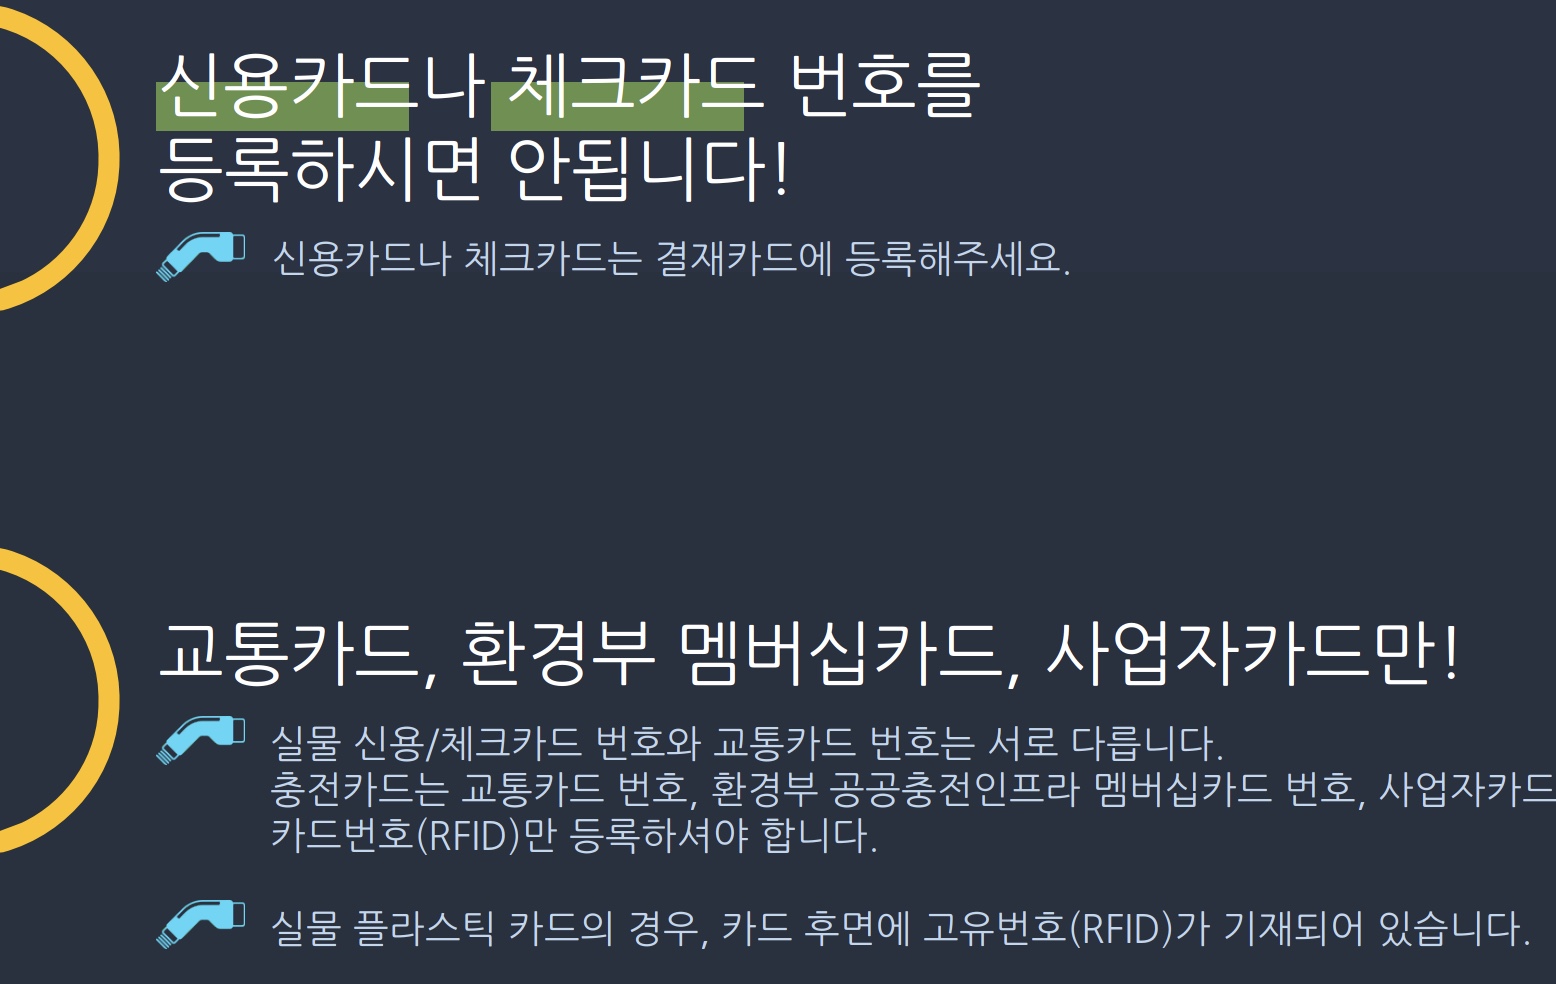 신용카드나 체크카드 번호를
등록하시면 안됩니다!
신용카드나 체크카드는 결재카드에 등록해주세요.
교통카드, 환경부 멤버십카드, 사업자카드만!
실물 신용/체크카드 번호와 교통카드 번호는 서로 다릅니다.
충전카드는 교통카드 번호, 환경부 공공충전인프라 멤버십카드 번호, 사업자카드
카드번호(RFID)만 등록하셔야 합니다.
실물 플라스틱 카드의 경우, 카드 후면에 고유번호(RFID)가 기재되어 있습니다.